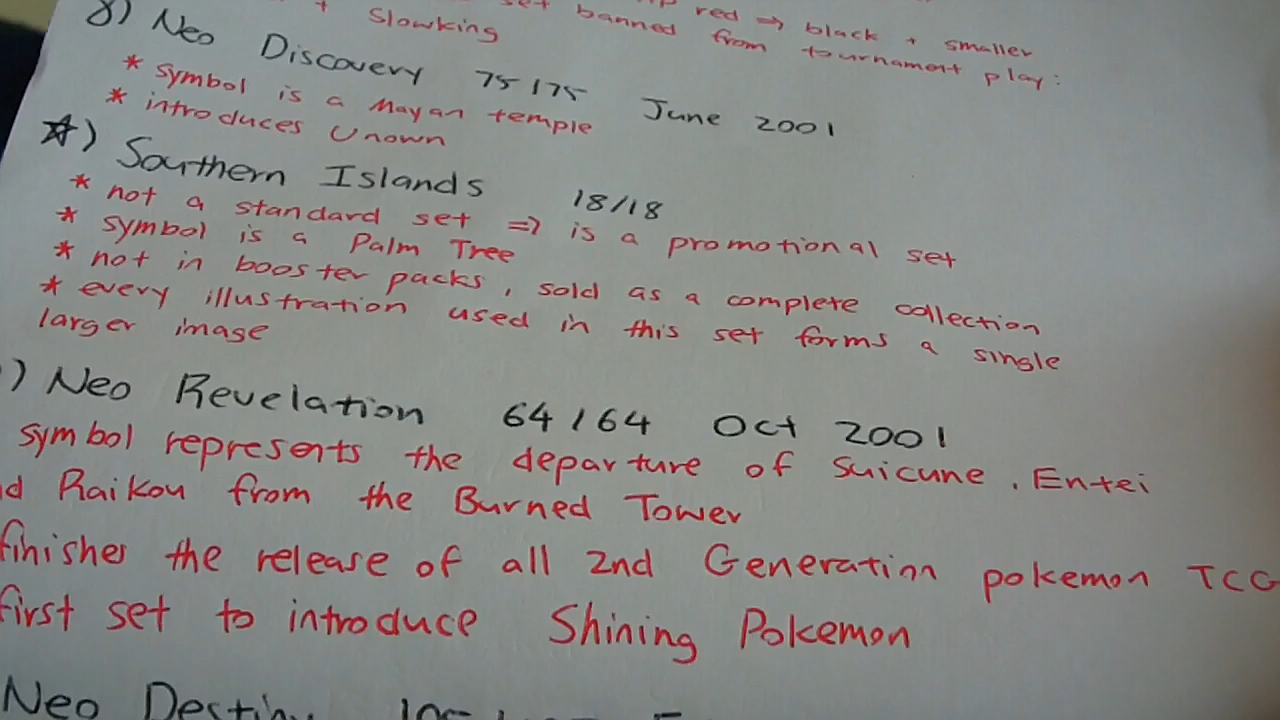 red => black + smaller
+ Slowking set banned from tournament play:
8) Neo Discovery 75/75 June 2001
* symbol is a Mayan temple
* introduces Unown
☆) Southern Islands 18/18
* not a standard set => is a promotional set
* symbol is a Palm Tree
* not in booster packs, sold as a complete collection
* every illustration used in this set forms a single
larger image
) Neo Revelation 64/64 Oct 2001
symbol represents the departure of Suicune, Entei
d Raikou from the Burned Tower
finishes the release of all 2nd Generation pokemon TCG
first set to introduce Shining Pokemon
Neo Destiny